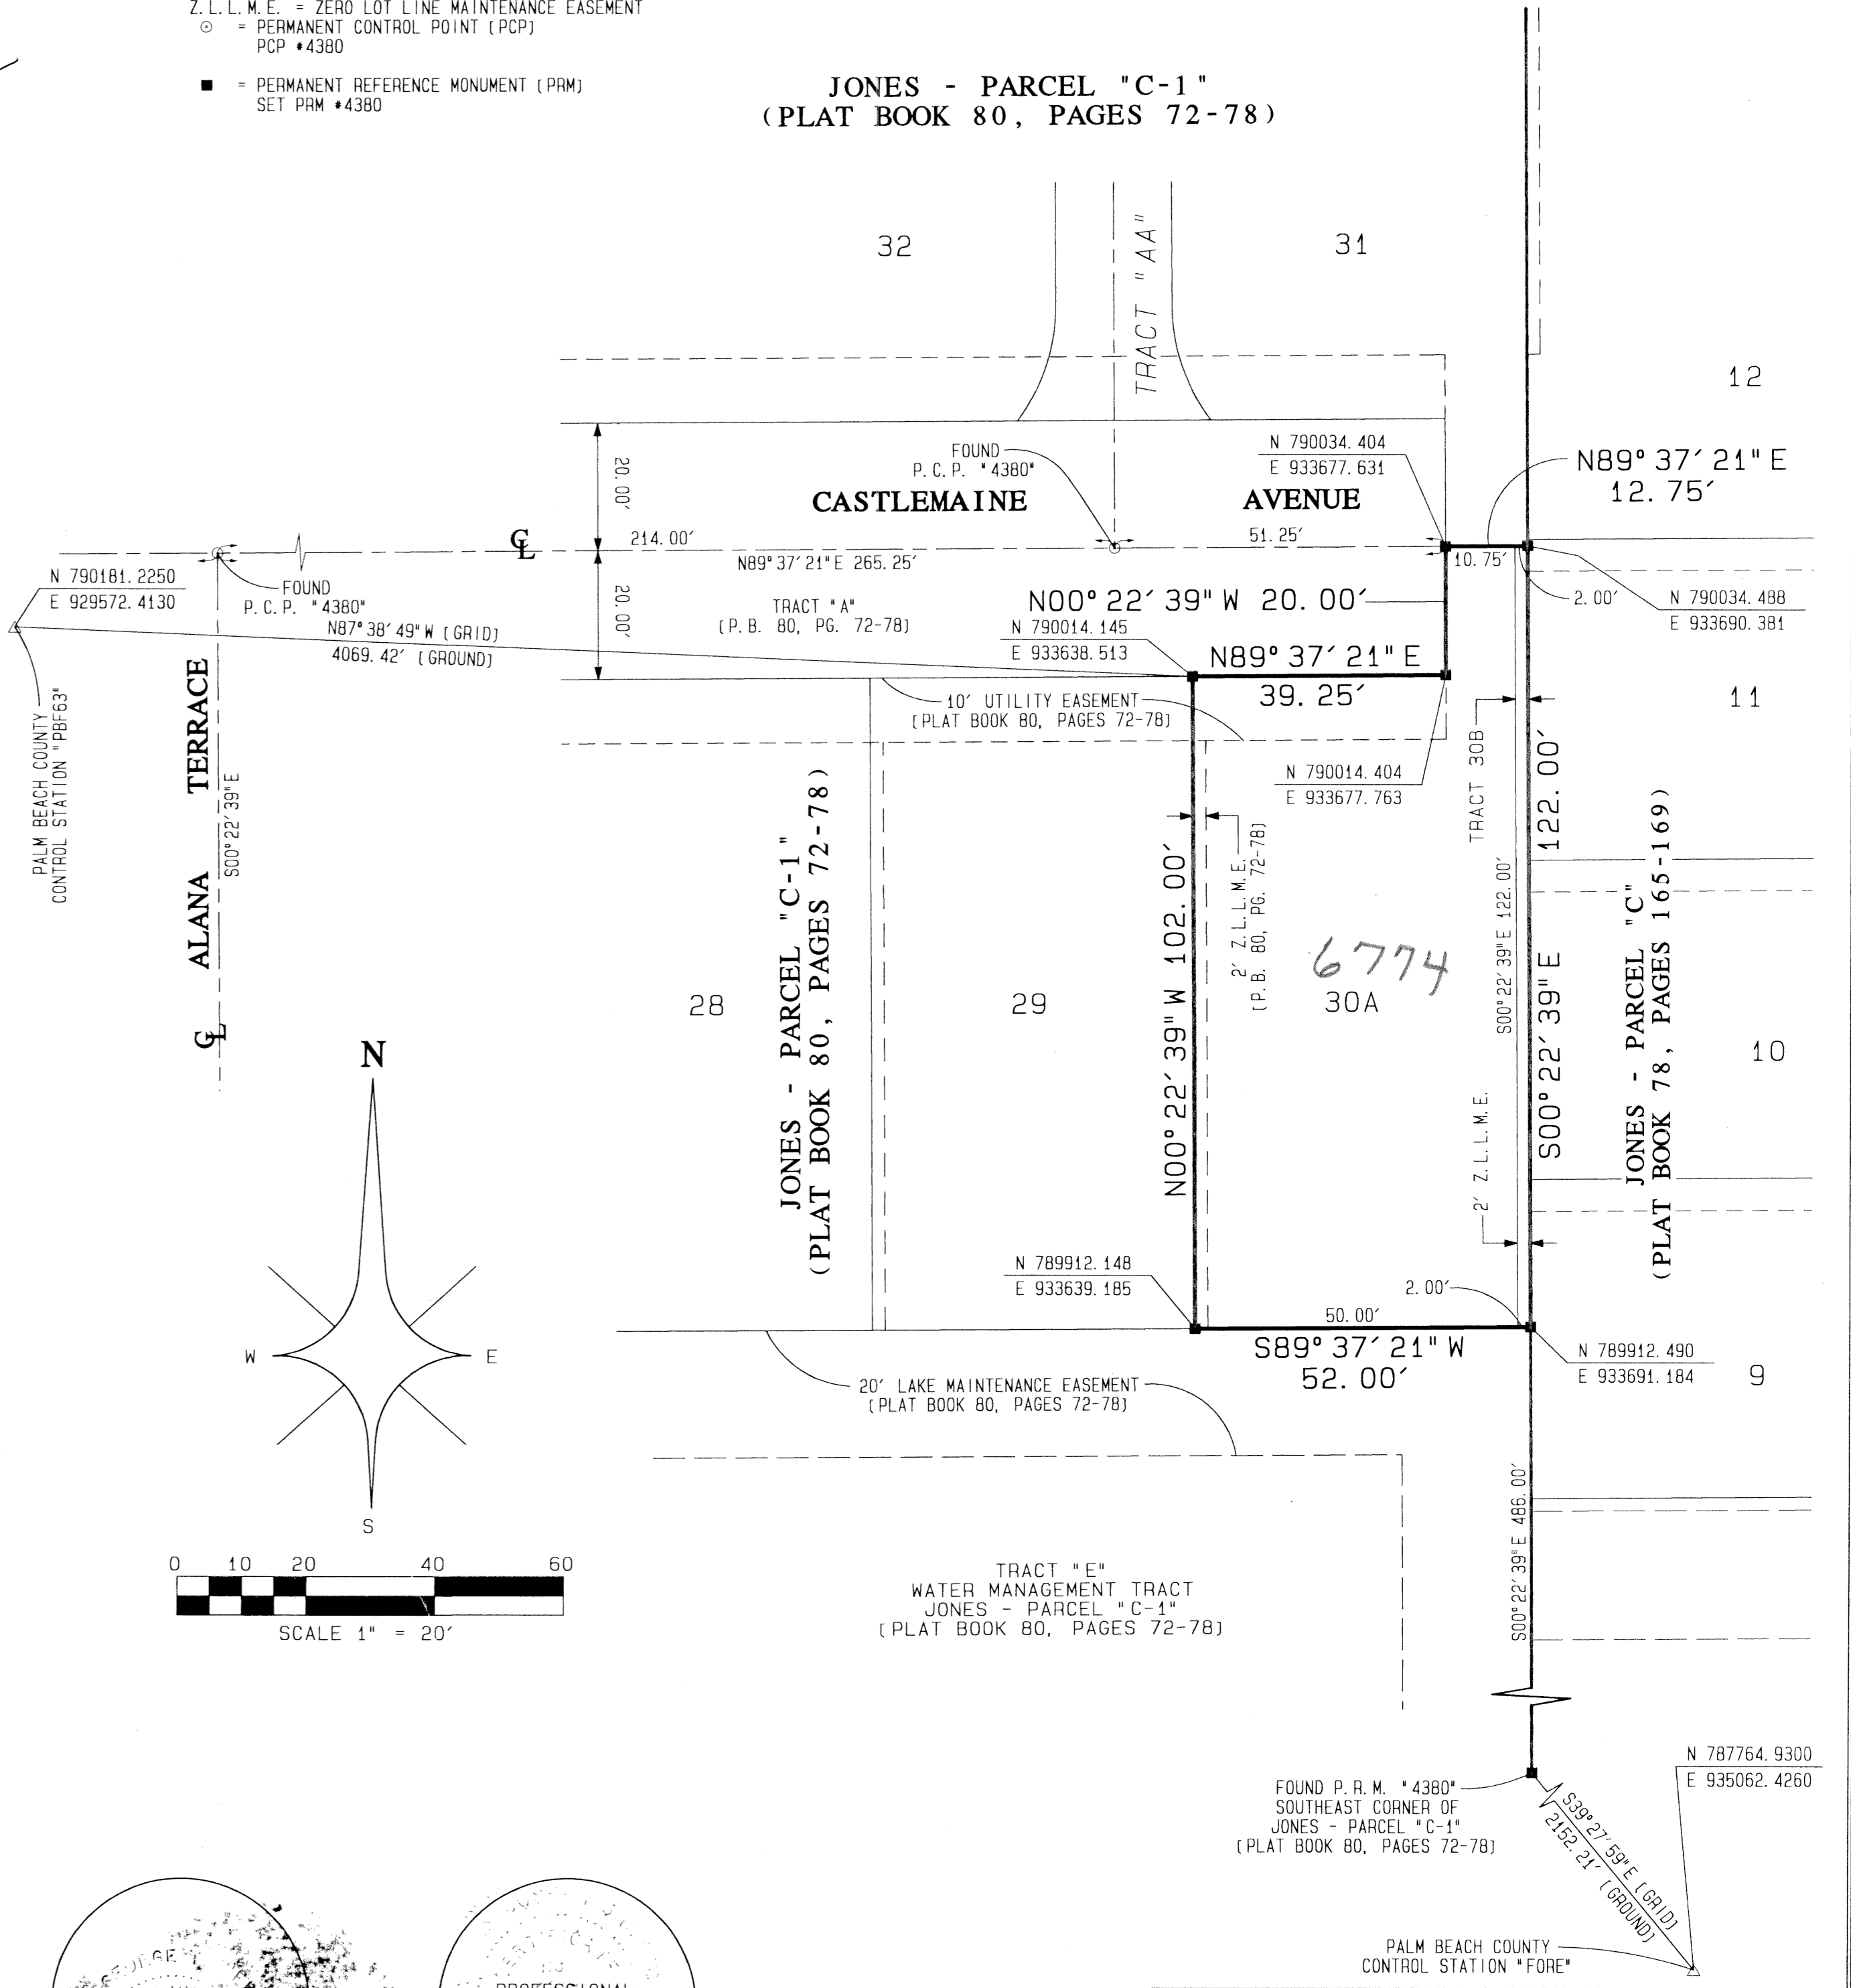 Z.L.L.M.E. = ZERO LOT LINE MAINTENANCE EASEMENT
= PERMANENT CONTROL POINT (PCP)
PCP #4380
= PERMANENT REFERENCE MONUMENT (PRM)
SET PRM #4380
JONES - PARCEL "C-1"
(PLAT BOOK 80, PAGES 72-78)
32
31
TRACT "AA"
12
FOUND
P.C.P. "4380"
N 790034.404
E 933677.631
N89°37'21"E
12.75'
20.00'
CASTLEMAINE AVENUE
214.00'
51.25'
N89°37'21"E 265.25'
10.75'
N 790181.2250
E 929572.4130
FOUND
P.C.P. "4380"
N87°38'49"W (GRID)
4069.42' (GROUND)
20.00'
TRACT "A"
(P.B. 80, PG. 72-78)
N00°22'39"W 20.00'
2.00'
N 790034.488
E 933690.381
N 790014.145
E 933638.513
N89°37'21"E
39.25'
10' UTILITY EASEMENT
(PLAT BOOK 80, PAGES 72-78)
11
PALM BEACH COUNTY
CONTROL STATION "PBF63"
ALANA TERRACE
S00°22'39"E
N 790014.404
E 933677.763
TRACT 30B
122.00'
S00°22'39"E
JONES - PARCEL "C-1"
(PLAT BOOK 80, PAGES 72-78)
N00°22'39"W 102.00'
2' Z.L.L.M.E.
(P.B. 80, PG. 72-78)
S00°22'39"E 122.00'
JONES - PARCEL "C"
(PLAT BOOK 78, PAGES 165-169)
6774
28
29
30A
10
N
W
E
S
2' Z.L.L.M.E.
N 789912.148
E 933639.185
2.00'
50.00'
S89°37'21"W
52.00'
N 789912.490
E 933691.184
9
20' LAKE MAINTENANCE EASEMENT
(PLAT BOOK 80, PAGES 72-78)
S00°22'39"E 486.00'
0 10 20 40 60
SCALE 1" = 20'
TRACT "E"
WATER MANAGEMENT TRACT
JONES - PARCEL "C-1"
(PLAT BOOK 80, PAGES 72-78)
N 787764.9300
E 935062.4260
FOUND P.R.M. "4380"
SOUTHEAST CORNER OF
JONES - PARCEL "C-1"
(PLAT BOOK 80, PAGES 72-78)
S39°27'59"E (GRID)
2152.21' (GROUND)
PALM BEACH COUNTY
CONTROL STATION "FORE"
PROFESSIONAL